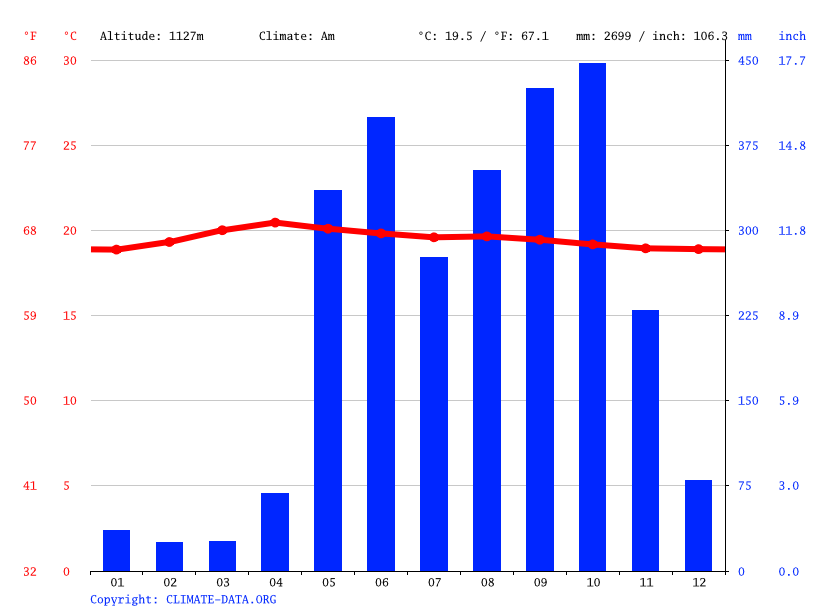 °F °C Altitude: 1127m Climate: Am °C: 19.5 / °F: 67.1 mm: 2699 / inch: 106.3 mm inch
86 30 450 17.7
77 25 375 14.8
68 20 300 11.8
59 15 225 8.9
50 10 150 5.9
41 5 75 3.0
32 0 0 0.0
01 02 03 04 05 06 07 08 09 10 11 12
Copyright: CLIMATE-DATA.ORG